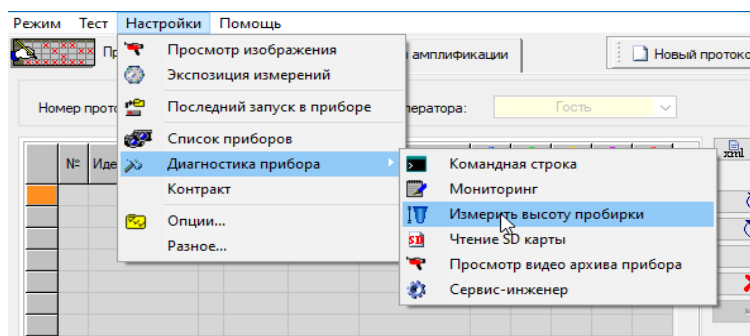 Режим Тест Настройки Помощь
Просмотр изображения
амплификации
Новый протоко
Экспозиция измерений
Номер прото
Последний запуск в приборе
ператора:
Гость
Список приборов
№ Иде
Диагностика прибора
Командная строка
xml
Контракт
Мониторинг
Опции...
Измерить высоту пробирки
Разное...
SD
Чтение SD карты
Просмотр видео архива прибора
Сервис-инженер